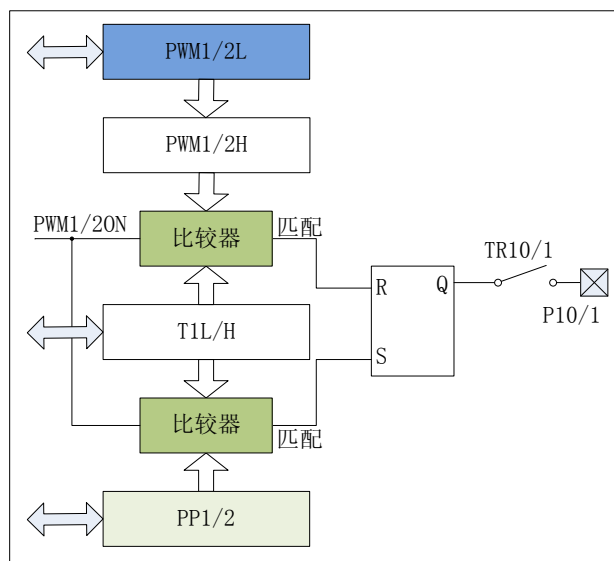 PWM1/2L
PWM1/2H
PWM1/2ON
比较器
匹配
TR10/1
R
Q
P10/1
T1L/H
S
比较器
匹配
PP1/2